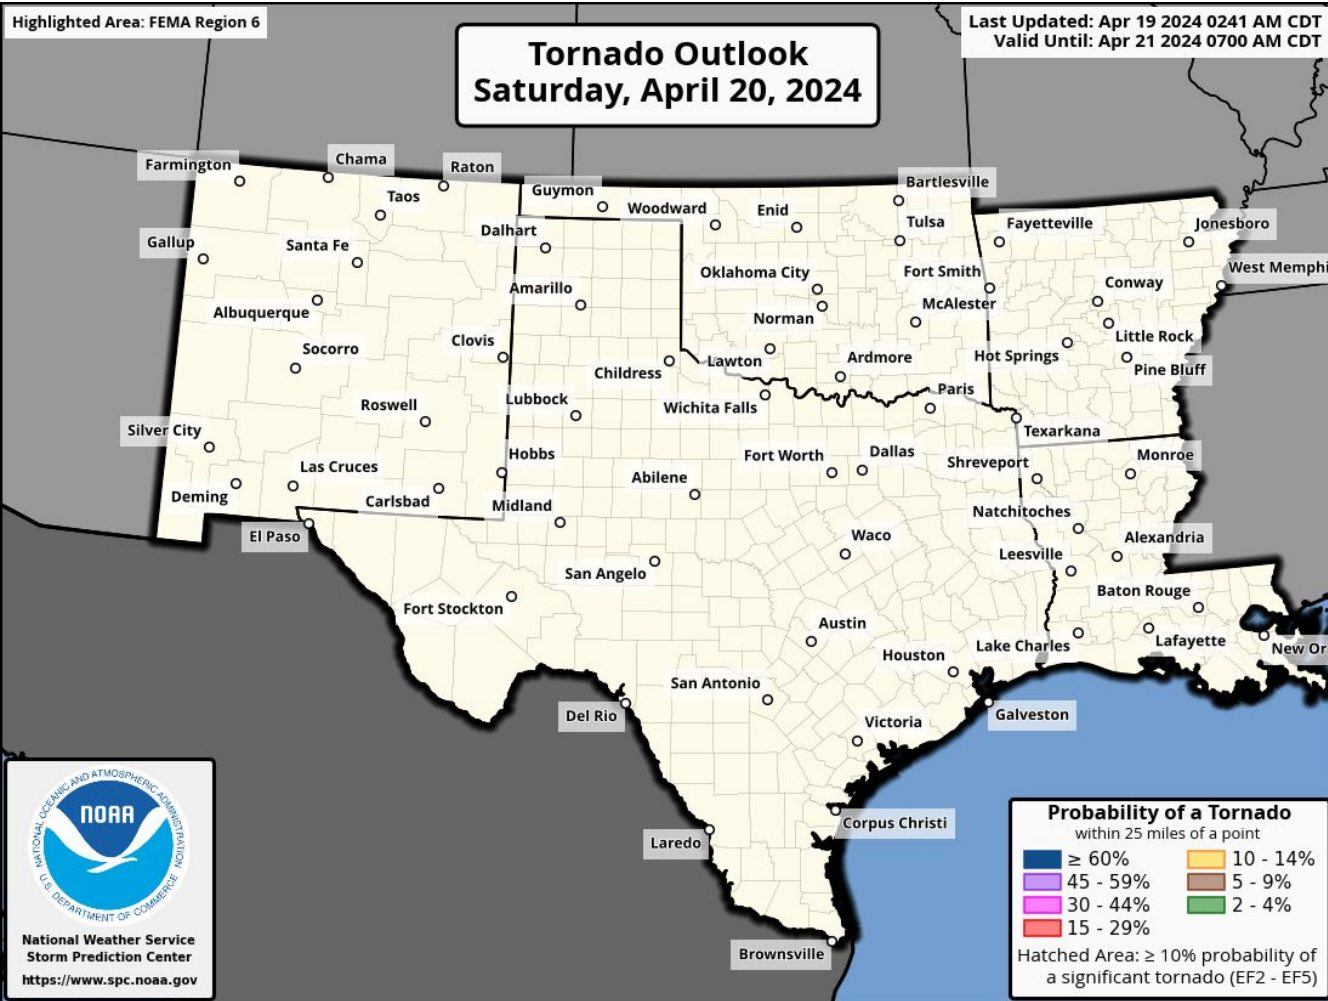 Highlighted Area: FEMA Region 6
Last Updated: Apr 19 2024 0241 AM CDT
Valid Until: Apr 21 2024 0700 AM CDT
Tornado Outlook
Saturday, April 20, 2024
Farmington
Chama
Raton
Taos
Guymon
Woodward
Enid
Bartlesville
Tulsa
Fayetteville
Jonesboro
Gallup
Santa Fe
Dalhart
Oklahoma City
Fort Smith
West Memphi
Albuquerque
Amarillo
Norman
McAlester
Conway
Socorro
Clovis
Childress
Lawton
Ardmore
Hot Springs
Little Rock
Pine Bluff
Roswell
Lubbock
Wichita Falls
Paris
Texarkana
Silver City
Las Cruces
Hobbs
Abilene
Fort Worth
Dallas
Shreveport
Monroe
Deming
Carlsbad
Midland
Natchitoches
El Paso
San Angelo
Waco
Leesville
Alexandria
Fort Stockton
Austin
Baton Rouge
Houston
Lake Charles
Lafayette
New Or
San Antonio
Del Rio
Victoria
Galveston
Laredo
Corpus Christi
Brownsville
NATIONAL OCEANIC AND ATMOSPHERIC ADMINISTRATION
NOAA
U.S. DEPARTMENT OF COMMERCE
National Weather Service
Storm Prediction Center
https://www.spc.noaa.gov
Probability of a Tornado
within 25 miles of a point
≥ 60%
45 - 59%
30 - 44%
15 - 29%
10 - 14%
5 - 9%
2 - 4%
Hatched Area: ≥ 10% probability of
a significant tornado (EF2 - EF5)